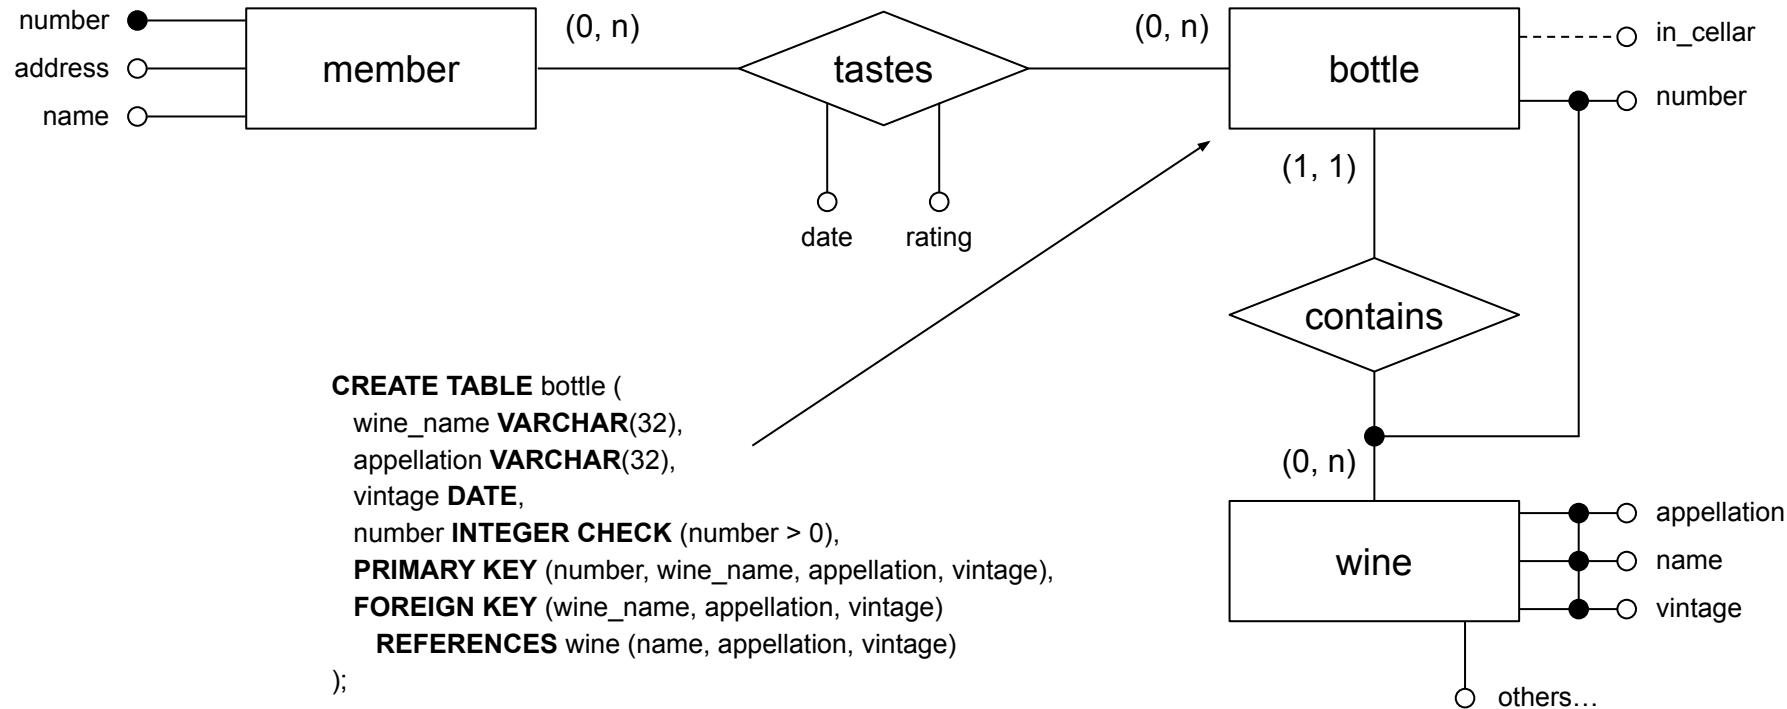 number
address
name
member
(0, n)
tastes
date
rating
(0, n)
bottle
in_cellar
number
(1, 1)
contains
(0, n)
wine
appellation
name
vintage
others…
CREATE TABLE bottle (
wine_name VARCHAR(32),
appellation VARCHAR(32),
vintage DATE,
number INTEGER CHECK (number > 0),
PRIMARY KEY (number, wine_name, appellation, vintage),
FOREIGN KEY (wine_name, appellation, vintage)
REFERENCES wine (name, appellation, vintage)
);